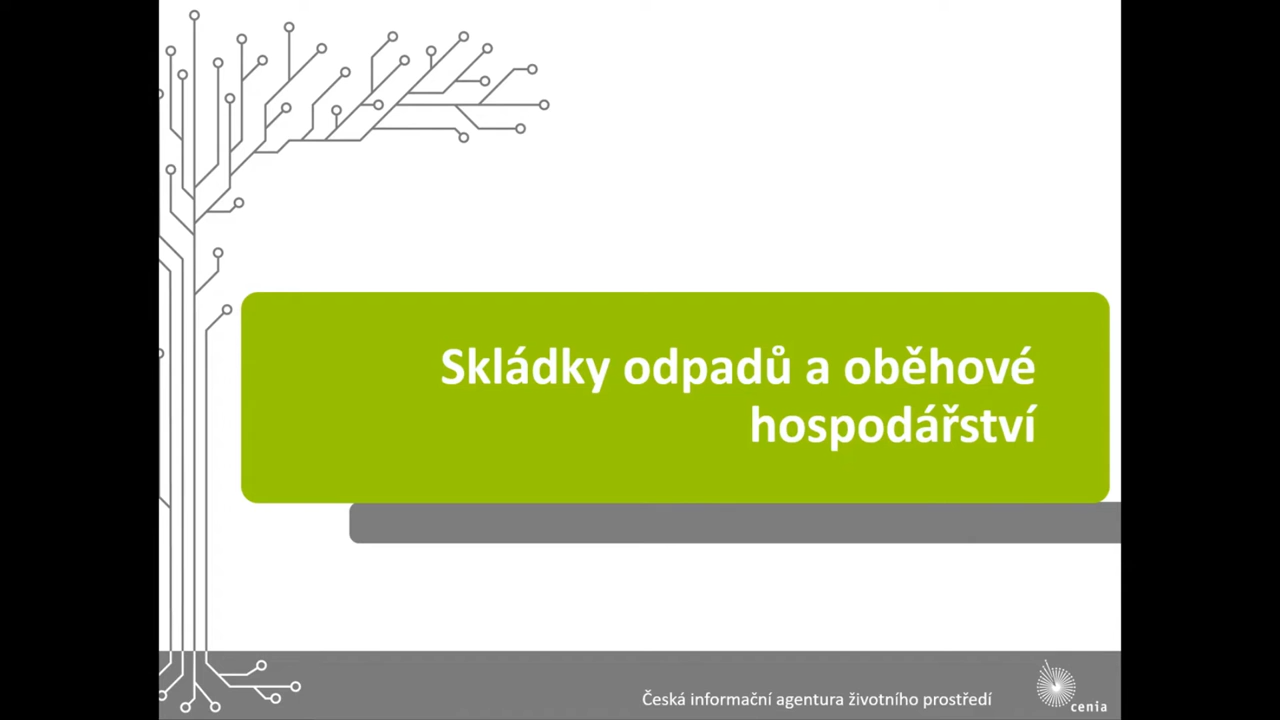 Skládky odpadů a oběhové
hospodářství
Česká informační agentura životního prostředí
cenia